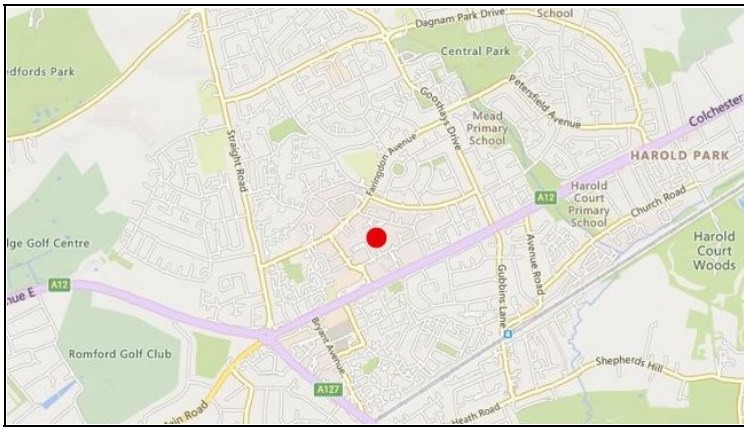 Dagnam Park Drive
School
Central Park
edfords Park
Petersfield Avenue
Gooshays Drive
Mead
Primary
School
Colchester
Straight Road
Faringdon Avenue
HAROLD PARK
A12
Harold
Court
Primary
School
Church Road
lge Golf Centre
Avenue Road
Harold
Court
Woods
A12
nue E
Gubbins Lane
Bryant Avenue
Romford Golf Club
Shepherds Hill
A127
ain Road
Heath Road